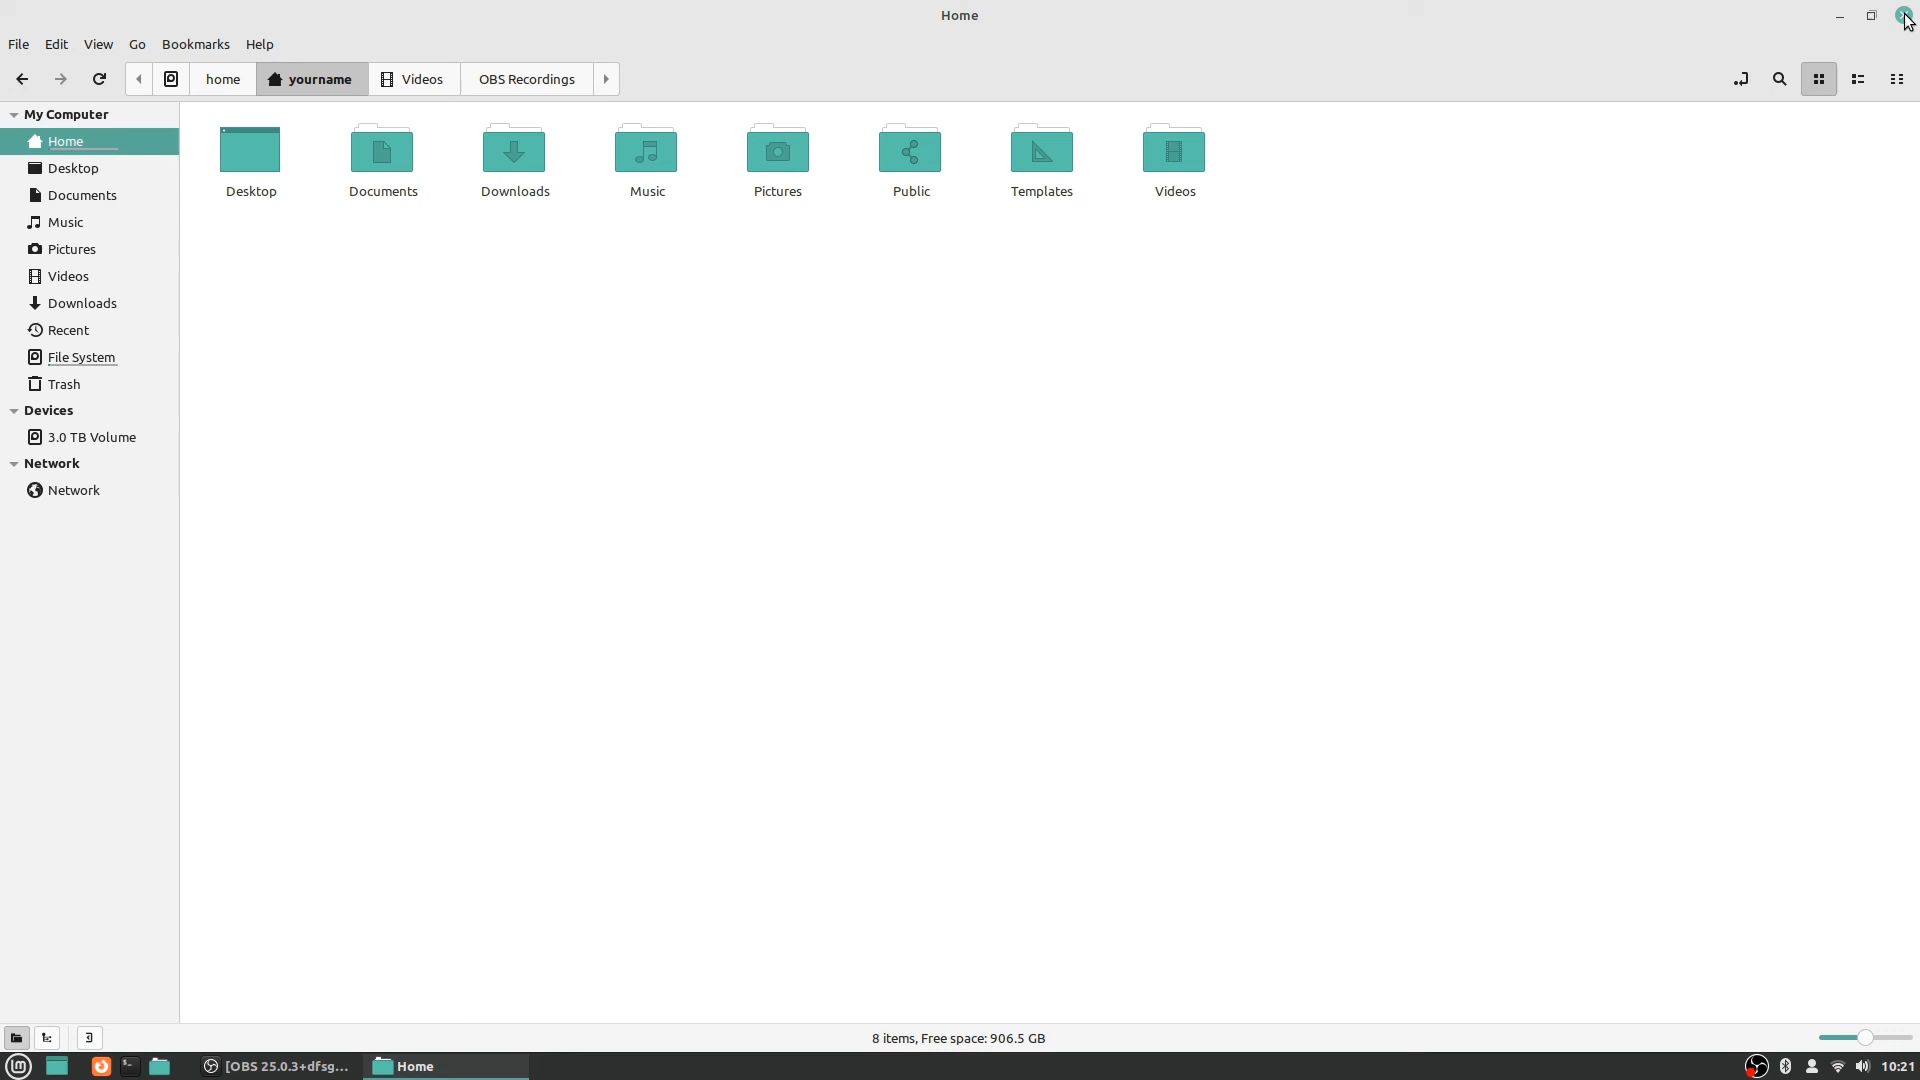 Home
File Edit View Go Bookmarks Help
home yourname Videos OBS Recordings
My Computer
Home
Desktop
Documents
Music
Pictures
Videos
Downloads
Recent
File System
Trash
Devices
3.0 TB Volume
Network
Network
Desktop Documents Downloads Music Pictures Public Templates Videos
8 items, Free space: 906.5 GB
[OBS 25.0.3+dfsg... Home 10:21